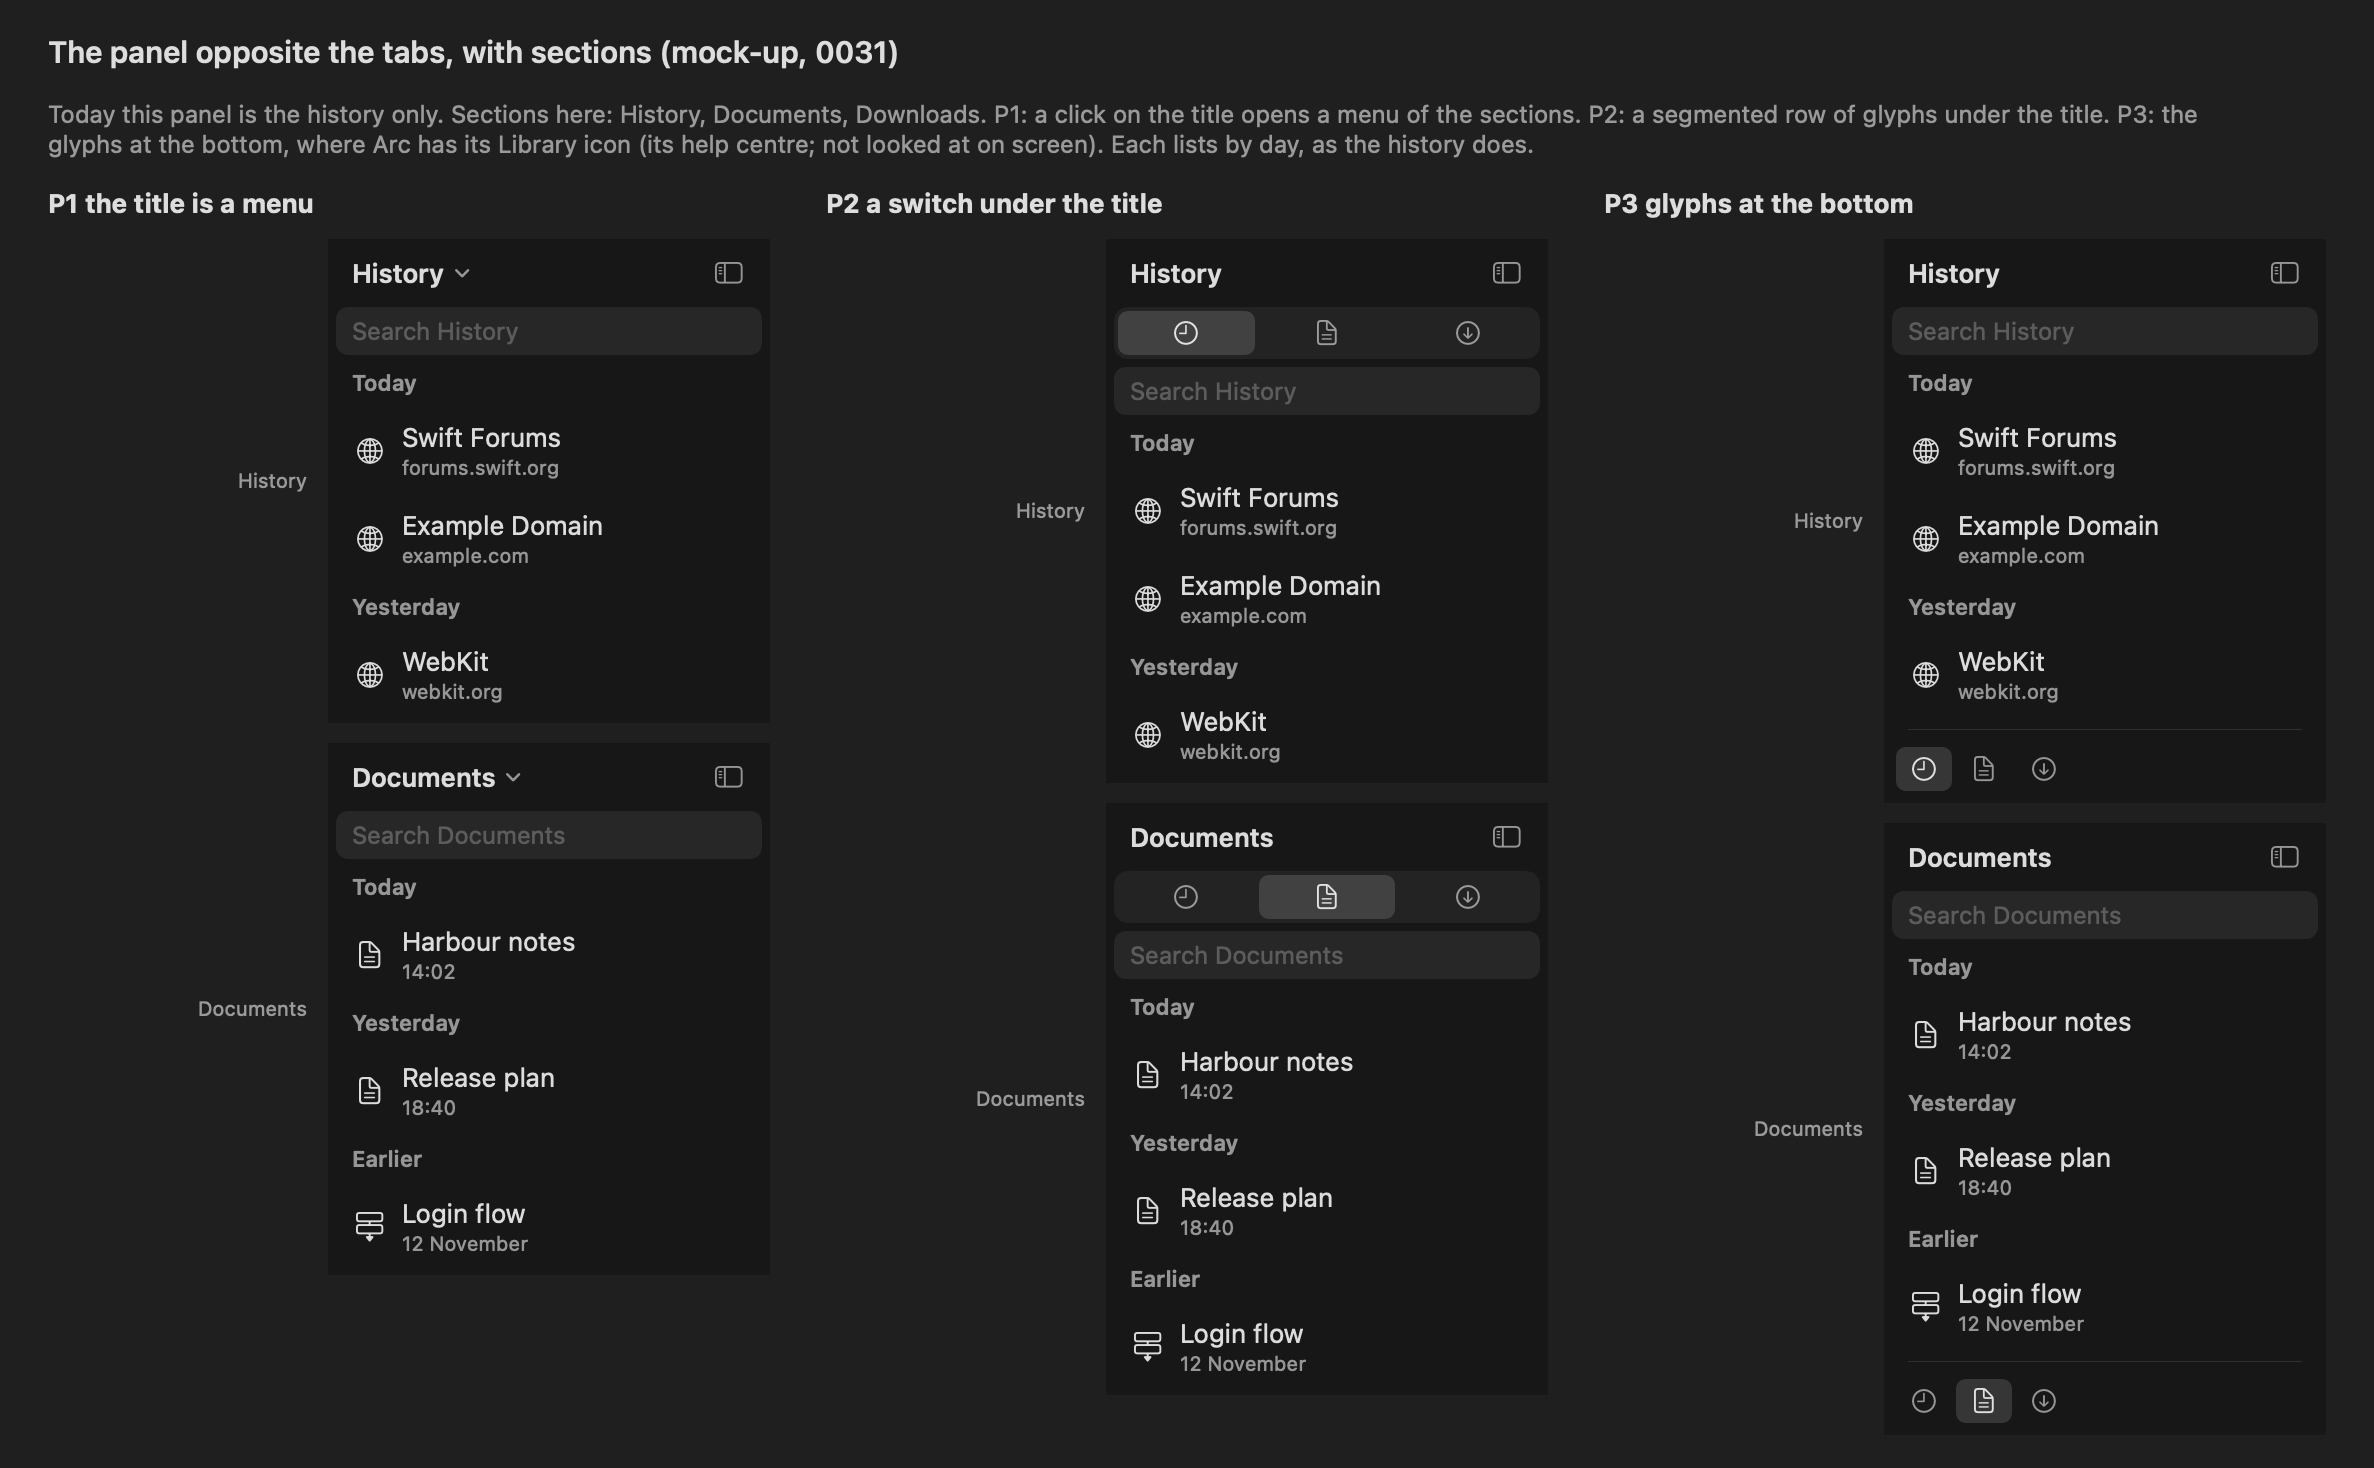 The panel opposite the tabs, with sections (mock-up, 0031)
Today this panel is the history only. Sections here: History, Documents, Downloads. P1: a click on the title opens a menu of the sections. P2: a segmented row of glyphs under the title. P3: the
glyphs at the bottom, where Arc has its Library icon (its help centre; not looked at on screen). Each lists by day, as the history does.
P1 the title is a menu
History
History
Search History
Today
Swift Forums
forums.swift.org
Example Domain
example.com
Yesterday
WebKit
webkit.org
Documents
Documents
Search Documents
Today
Harbour notes
14:02
Yesterday
Release plan
18:40
Earlier
Login flow
12 November
P2 a switch under the title
History
History
Search History
Today
Swift Forums
forums.swift.org
Example Domain
example.com
Yesterday
WebKit
webkit.org
Documents
Documents
Search Documents
Today
Harbour notes
14:02
Yesterday
Release plan
18:40
Earlier
Login flow
12 November
P3 glyphs at the bottom
History
History
Search History
Today
Swift Forums
forums.swift.org
Example Domain
example.com
Yesterday
WebKit
webkit.org
Documents
Documents
Search Documents
Today
Harbour notes
14:02
Yesterday
Release plan
18:40
Earlier
Login flow
12 November